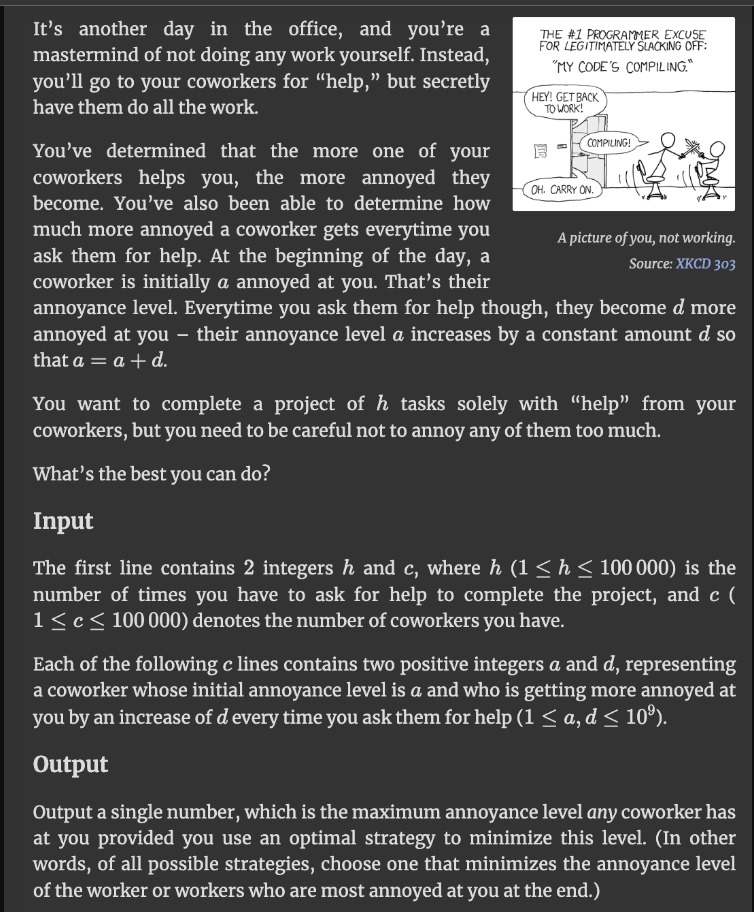 It’s another day in the office, and you’re a
mastermind of not doing any work yourself. Instead,
you’ll go to your coworkers for “help,” but secretly
have them do all the work.
THE #1 PROGRAMMER EXCUSE
FOR LEGITIMATELY SLACKING OFF:
"MY CODE'S COMPILING."
HEY! GET BACK
TO WORK!
COMPILING!
OH. CARRY ON.
You’ve determined that the more one of your
coworkers helps you, the more annoyed they
become. You’ve also been able to determine how
much more annoyed a coworker gets everytime you
ask them for help. At the beginning of the day, a
coworker is initially a annoyed at you. That’s their
A picture of you, not working.
Source: XKCD 303
annoyance level. Everytime you ask them for help though, they become d more
annoyed at you – their annoyance level a increases by a constant amount d so
that a = a + d.
You want to complete a project of h tasks solely with “help” from your
coworkers, but you need to be careful not to annoy any of them too much.
What’s the best you can do?
Input
The first line contains 2 integers h and c, where h (1 ≤ h ≤ 100 000) is the
number of times you have to ask for help to complete the project, and c (
1 ≤ c ≤ 100 000) denotes the number of coworkers you have.
Each of the following c lines contains two positive integers a and d, representing
a coworker whose initial annoyance level is a and who is getting more annoyed at
you by an increase of d every time you ask them for help (1 ≤ a, d ≤ 10⁹).
Output
Output a single number, which is the maximum annoyance level any coworker has
at you provided you use an optimal strategy to minimize this level. (In other
words, of all possible strategies, choose one that minimizes the annoyance level
of the worker or workers who are most annoyed at you at the end.)